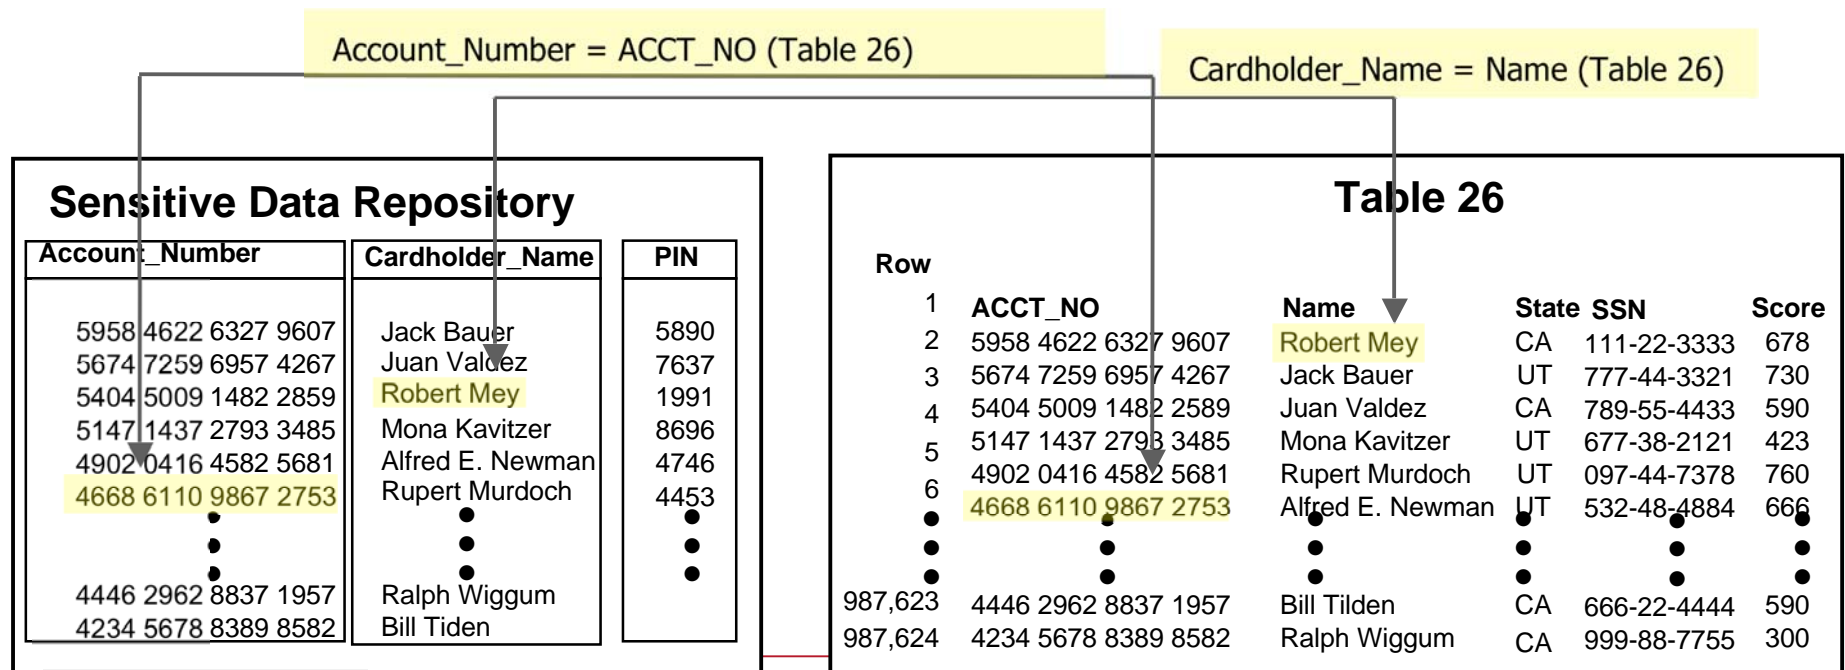 Account_Number = ACCT_NO (Table 26)
Cardholder_Name = Name (Table 26)
Sensitive Data Repository
Account_Number Cardholder_Name PIN
5958 4622 6327 9607 Jack Bauer 5890
5674 7259 6957 4267 Juan Valdez 7637
5404 5009 1482 2859 Robert Mey 1991
5147 1437 2793 3485 Mona Kavitzer 8696
4902 0416 4582 5681 Alfred E. Newman 4746
4668 6110 9867 2753 Rupert Murdoch 4453
4446 2962 8837 1957 Ralph Wiggum
4234 5678 8389 8582 Bill Tiden
Table 26
Row
1 ACCT_NO Name State SSN Score
2 5958 4622 6327 9607 Robert Mey CA 111-22-3333 678
3 5674 7259 6957 4267 Jack Bauer UT 777-44-3321 730
4 5404 5009 1482 2589 Juan Valdez CA 789-55-4433 590
5 5147 1437 2793 3485 Mona Kavitzer UT 677-38-2121 423
6 4902 0416 4582 5681 Rupert Murdoch UT 097-44-7378 760
4668 6110 9867 2753 Alfred E. Newman UT 532-48-4884 666
987,623 4446 2962 8837 1957 Bill Tilden CA 666-22-4444 590
987,624 4234 5678 8389 8582 Ralph Wiggum CA 999-88-7755 300